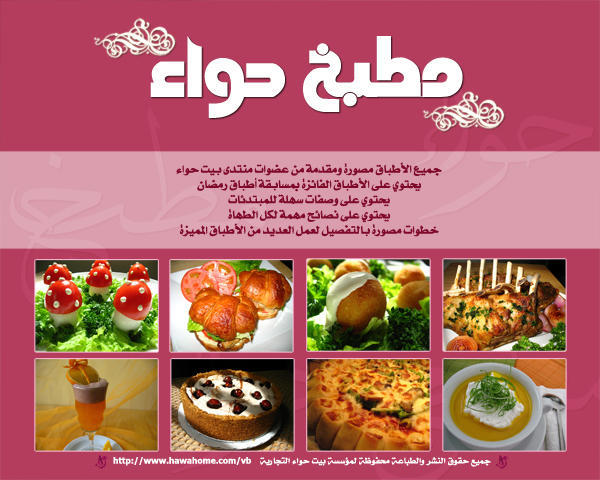 مطبخ حواء
جميع الأطباق مصورة ومقدمة من عضوات منتدى بيت حواء
يحتوي على الأطباق الفائزة بمسابقة أطباق رمضان
يحتوي على وصفات سهلة للمبتدئات
يحتوي على نصائح مهمة لكل الطهاة
خطوات مصورة بالتفصيل لعمل العديد من الأطباق المميزة
جميع حقوق النشر والطباعة محفوظة لمؤسسة بيت حواء التجارية http://www.hawahome.com/vb